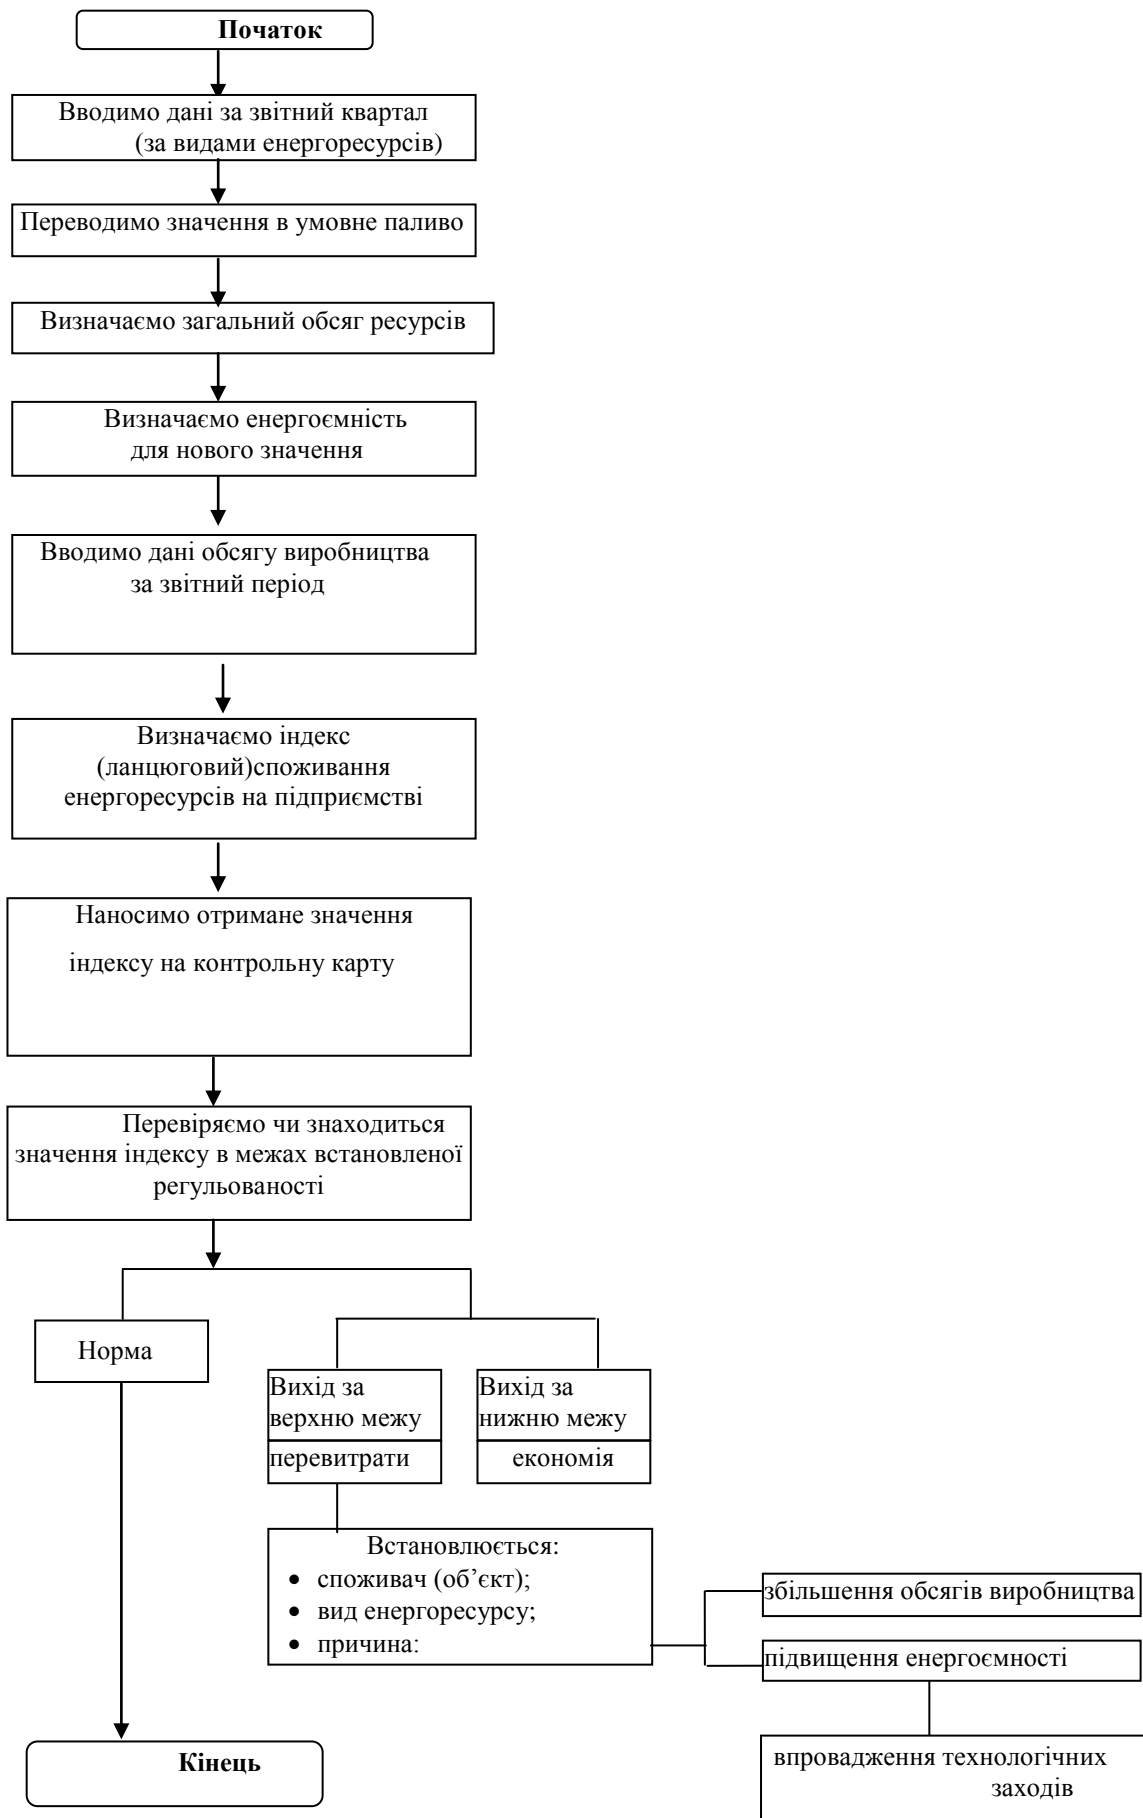 Початок
Вводимо дані за звітний квартал
(за видами енергоресурсів)
Переводимо значення в умовне паливо
Визначаємо загальний обсяг ресурсів
Визначаємо енергоємність
для нового значення
Вводимо дані обсягу виробництва
за звітний період
Визначаємо індекс
(ланцюговий)споживання
енергоресурсів на підприємстві
Наносимо отримане значення
індексу на контрольну карту
Перевіряємо чи знаходиться
значення індексу в межах встановленої
регульованості
Норма
Вихід за
верхню межу
перевитрати
Вихід за
нижню межу
економія
Встановлюється:
• споживач (об’єкт);
• вид енергоресурсу;
• причина:
збільшення обсягів виробництва
підвищення енергоємності
впровадження технологічних
заходів
Кінець